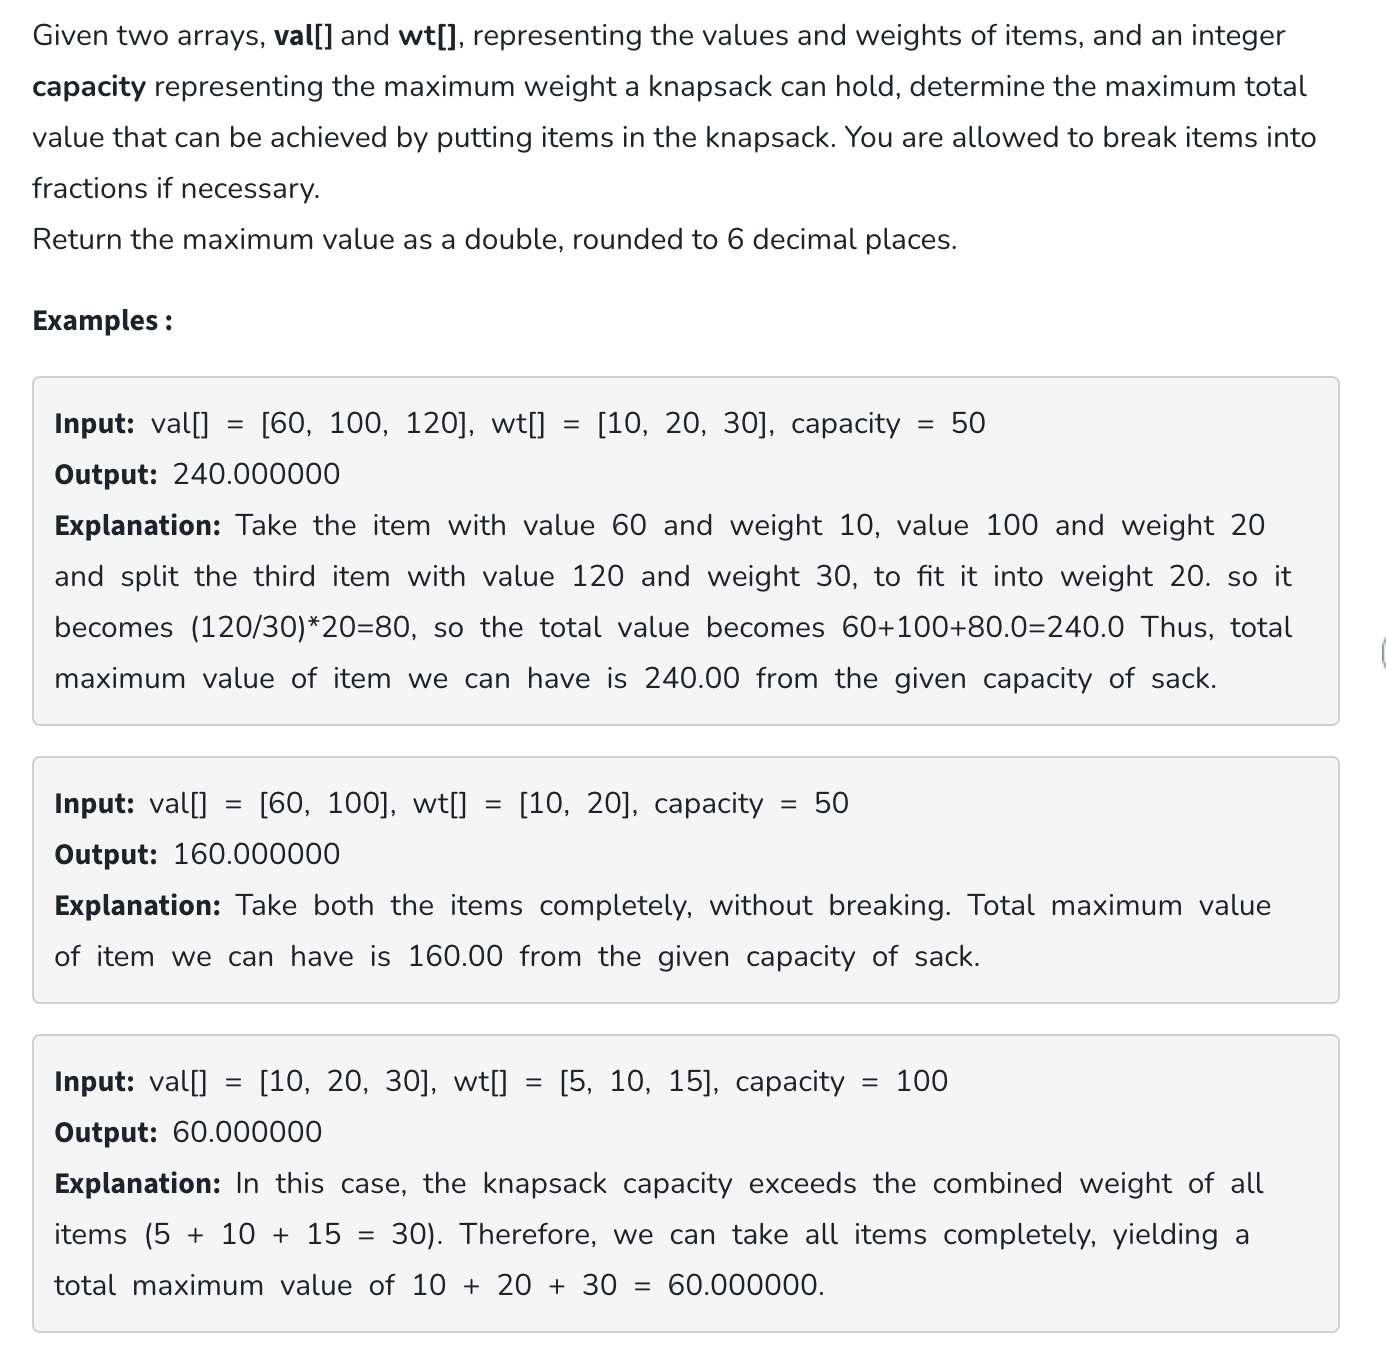 Given two arrays, val[] and wt[], representing the values and weights of items, and an integer
capacity representing the maximum weight a knapsack can hold, determine the maximum total
value that can be achieved by putting items in the knapsack. You are allowed to break items into
fractions if necessary.
Return the maximum value as a double, rounded to 6 decimal places.
Examples :
Input: val[] = [60, 100, 120], wt[] = [10, 20, 30], capacity = 50
Output: 240.000000
Explanation: Take the item with value 60 and weight 10, value 100 and weight 20
and split the third item with value 120 and weight 30, to fit it into weight 20. so it
becomes (120/30)*20=80, so the total value becomes 60+100+80.0=240.0 Thus, total
maximum value of item we can have is 240.00 from the given capacity of sack.
Input: val[] = [60, 100], wt[] = [10, 20], capacity = 50
Output: 160.000000
Explanation: Take both the items completely, without breaking. Total maximum value
of item we can have is 160.00 from the given capacity of sack.
Input: val[] = [10, 20, 30], wt[] = [5, 10, 15], capacity = 100
Output: 60.000000
Explanation: In this case, the knapsack capacity exceeds the combined weight of all
items (5 + 10 + 15 = 30). Therefore, we can take all items completely, yielding a
total maximum value of 10 + 20 + 30 = 60.000000.